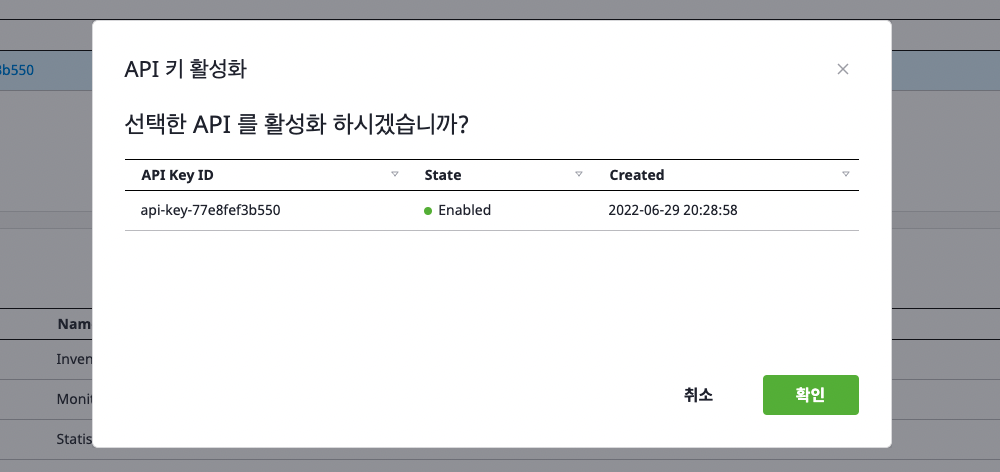 API 키 활성화
선택한 API 를 활성화 하시겠습니까?
API Key ID State Created
api-key-77e8fef3b550 Enabled 2022-06-29 20:28:58
취소 확인
b550
Nam
Inven
Monit
Statis